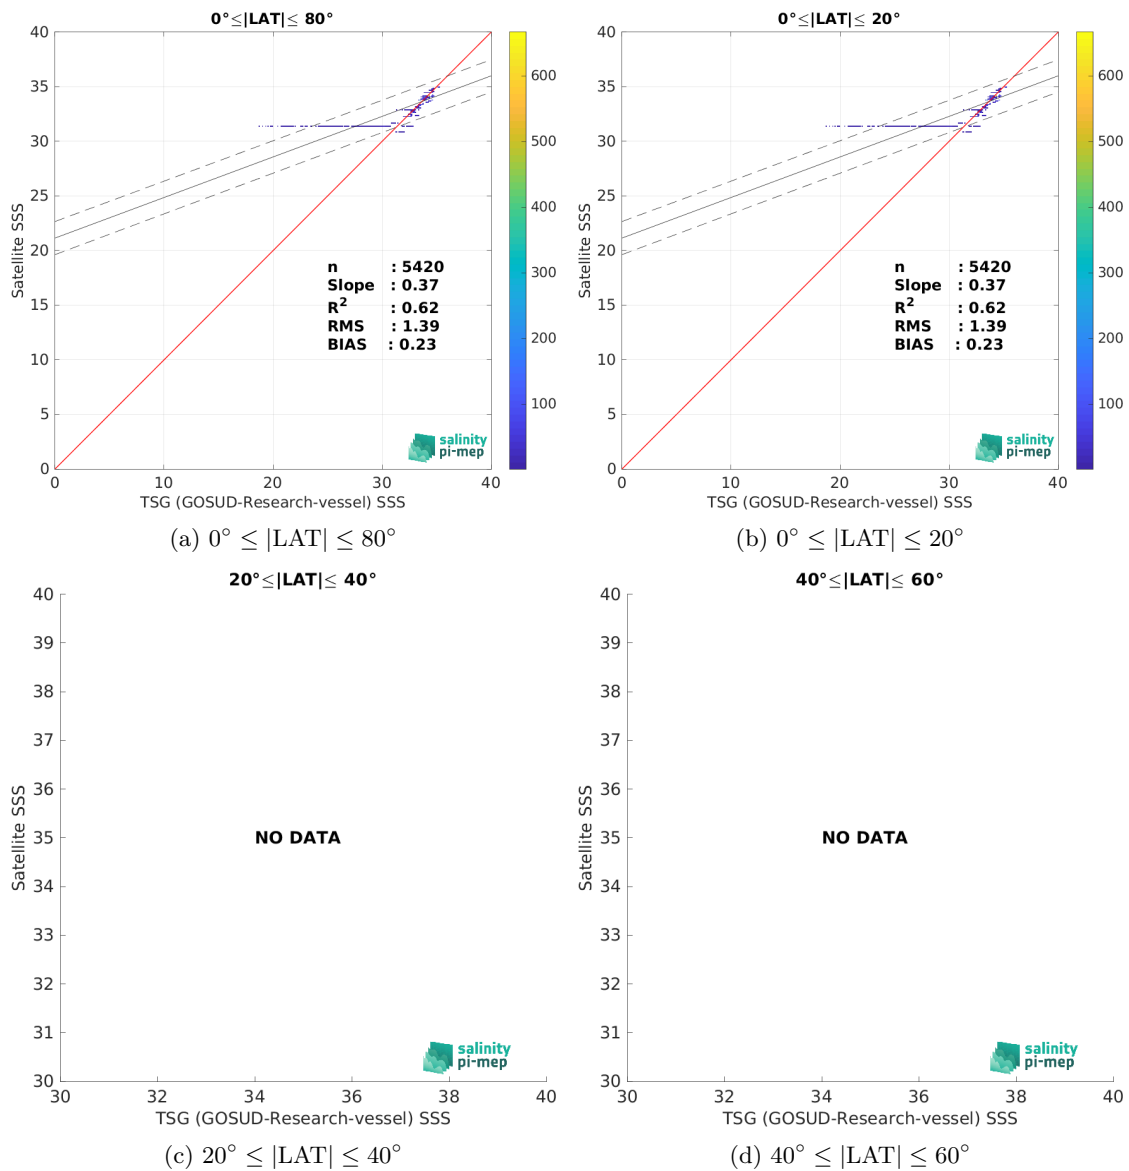 0°≤|LAT|≤ 80°
40
35
30
25
20
15
10
5
0
Satellite SSS
n : 5420
Slope : 0.37
R2 : 0.62
RMS : 1.39
BIAS : 0.23
salinity
pi-mep
0 10 20 30 40
TSG (GOSUD-Research-vessel) SSS
600
500
400
300
200
100
(a) 0° ≤ |LAT| ≤ 80°
0°≤|LAT|≤ 20°
40
35
30
25
20
15
10
5
0
Satellite SSS
n : 5420
Slope : 0.37
R2 : 0.62
RMS : 1.39
BIAS : 0.23
salinity
pi-mep
0 10 20 30 40
TSG (GOSUD-Research-vessel) SSS
600
500
400
300
200
100
(b) 0° ≤ |LAT| ≤ 20°
20°≤|LAT|≤ 40°
40
39
38
37
36
35
34
33
32
31
30
Satellite SSS
NO DATA
salinity
pi-mep
30 32 34 36 38 40
TSG (GOSUD-Research-vessel) SSS
(c) 20° ≤ |LAT| ≤ 40°
40°≤|LAT|≤ 60°
40
39
38
37
36
35
34
33
32
31
30
Satellite SSS
NO DATA
salinity
pi-mep
30 32 34 36 38 40
TSG (GOSUD-Research-vessel) SSS
(d) 40° ≤ |LAT| ≤ 60°